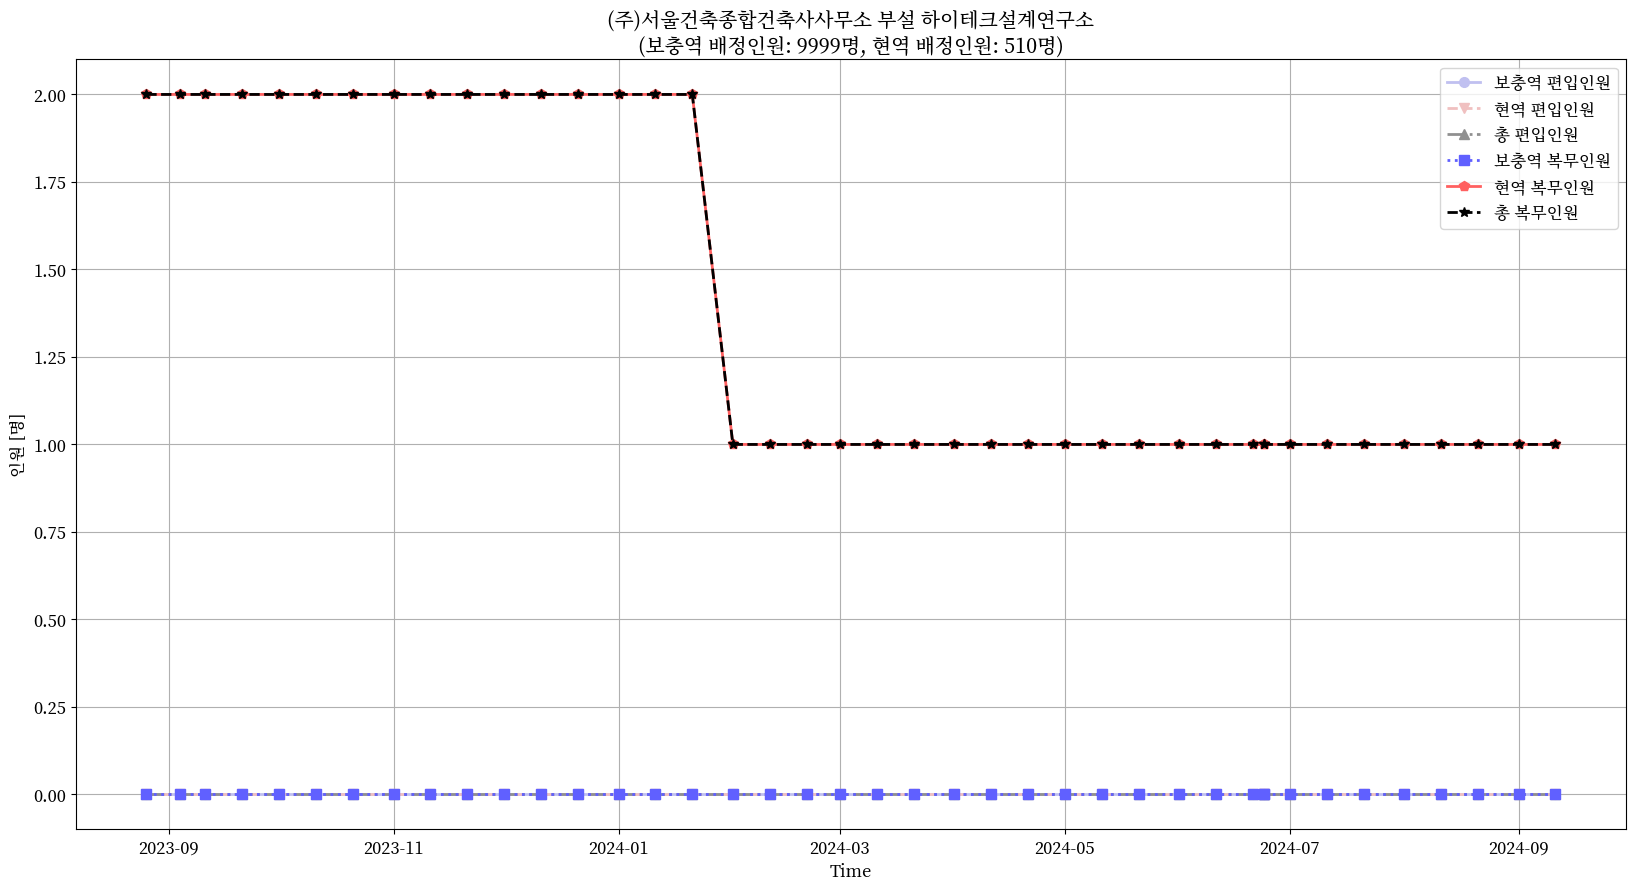 (주)서울건축종합건축사사무소 부설 하이테크설계연구소
(보충역 배정인원: 9999명, 현역 배정인원: 510명)
보충역 편입인원
현역 편입인원
총 편입인원
보충역 복무인원
현역 복무인원
총 복무인원
인원 [명]
2.00
1.75
1.50
1.25
1.00
0.75
0.50
0.25
0.00
2023-09
2023-11
2024-01
2024-03
2024-05
2024-07
2024-09
Time